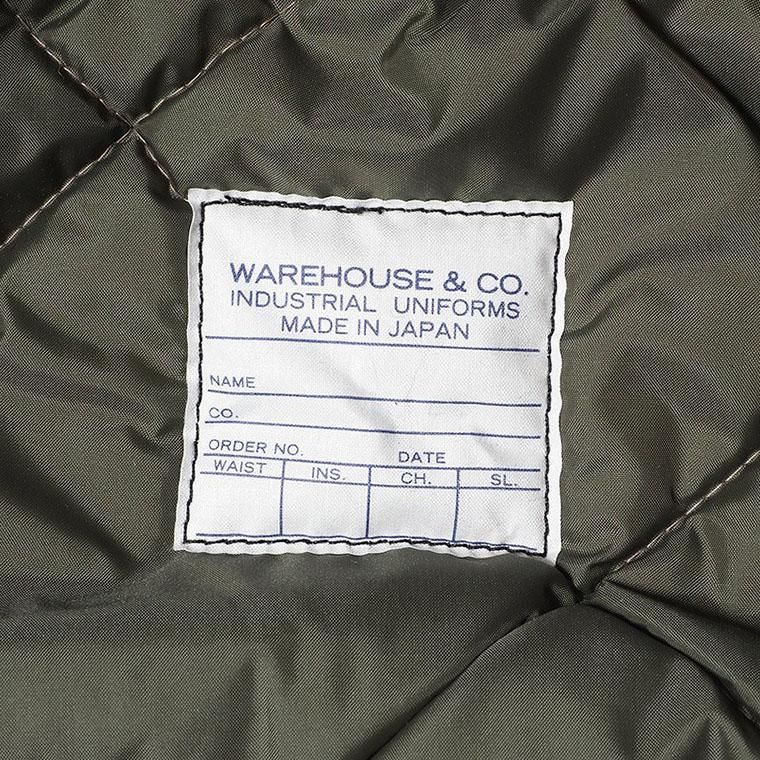 WAREHOUSE & CO.
INDUSTRIAL UNIFORMS
MADE IN JAPAN
NAME
CO.
ORDER NO. DATE
WAIST INS. CH. SL.